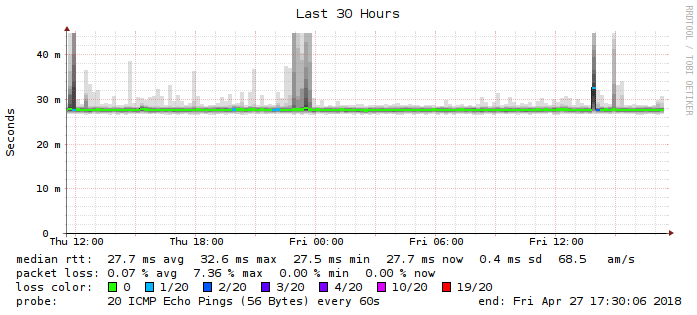 Last 30 Hours
RRDTOOL / TOBI OETIKER
Seconds
40 m
30 m
20 m
10 m
0
Thu 12:00 Thu 18:00 Fri 00:00 Fri 06:00 Fri 12:00
median rtt: 27.7 ms avg 32.6 ms max 27.5 ms min 27.7 ms now 0.4 ms sd 68.5 am/s
packet loss: 0.07 % avg 7.36 % max 0.00 % min 0.00 % now
loss color: 0 1/20 2/20 3/20 4/20 10/20 19/20
probe: 20 ICMP Echo Pings (56 Bytes) every 60s end: Fri Apr 27 17:30:06 2018